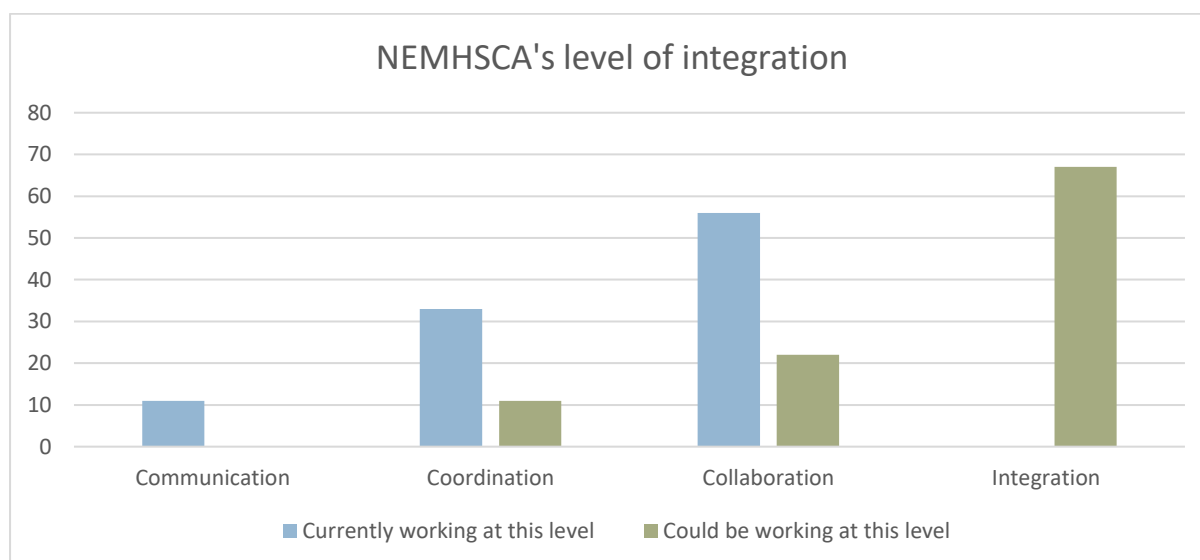 NEMHSCA's level of integration
80
70
60
50
40
30
20
10
0
Communication
Coordination
Collaboration
Integration
Currently working at this level
Could be working at this level